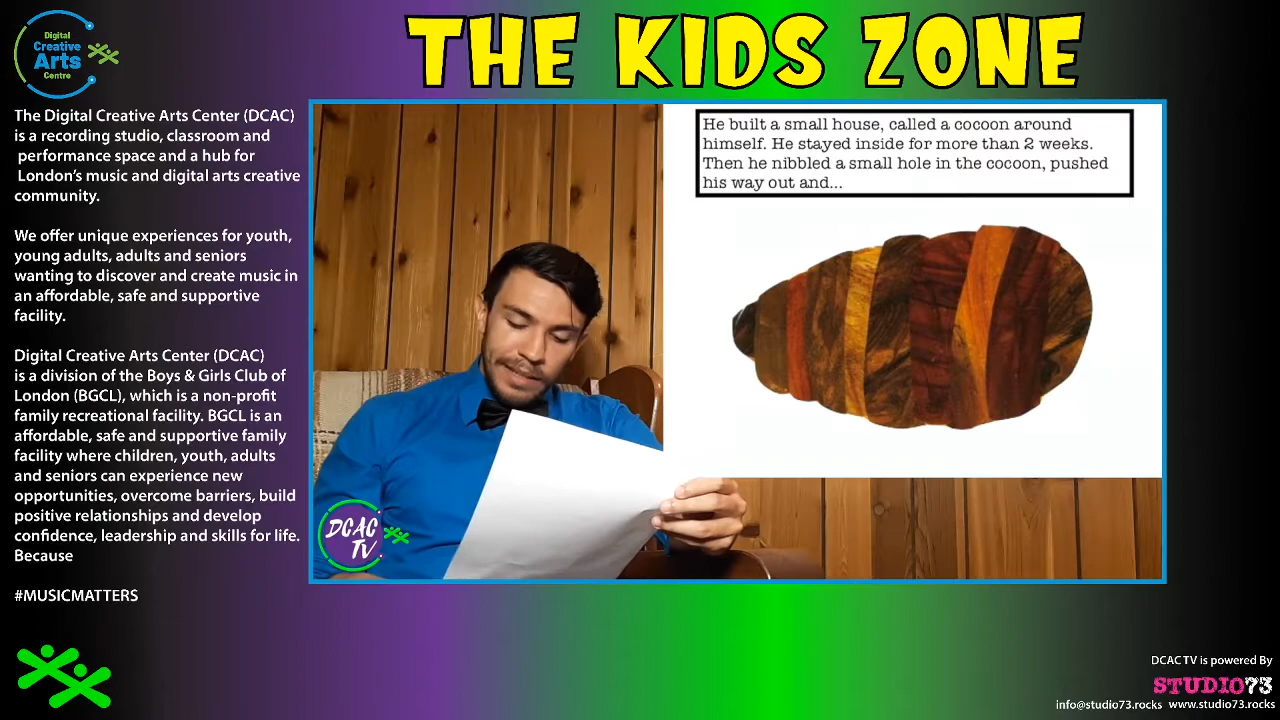 Digital
Creative
Arts
Centre
THE KIDS ZONE
The Digital Creative Arts Center (DCAC)
is a recording studio, classroom and
performance space and a hub for
London's music and digital arts creative
community.
We offer unique experiences for youth,
young adults, adults and seniors
wanting to discover and create music in
an affordable, safe and supportive
facility.
Digital Creative Arts Center (DCAC)
is a division of the Boys & Girls Club of
London (BGCL), which is a non-profit
family recreational facility. BGCL is an
affordable, safe and supportive family
facility where children, youth, adults
and seniors can experience new
opportunities, overcome barriers, build
positive relationships and develop
confidence, leadership and skills for life.
Because
#MUSICMATTERS
He built a small house, called a cocoon around
himself. He stayed inside for more than 2 weeks.
Then he nibbled a small hole in the cocoon, pushed
his way out and...
DCAC
TV
DCAC TV is powered By
STUDIO73
info@studio73.rocks www.studio73.rocks